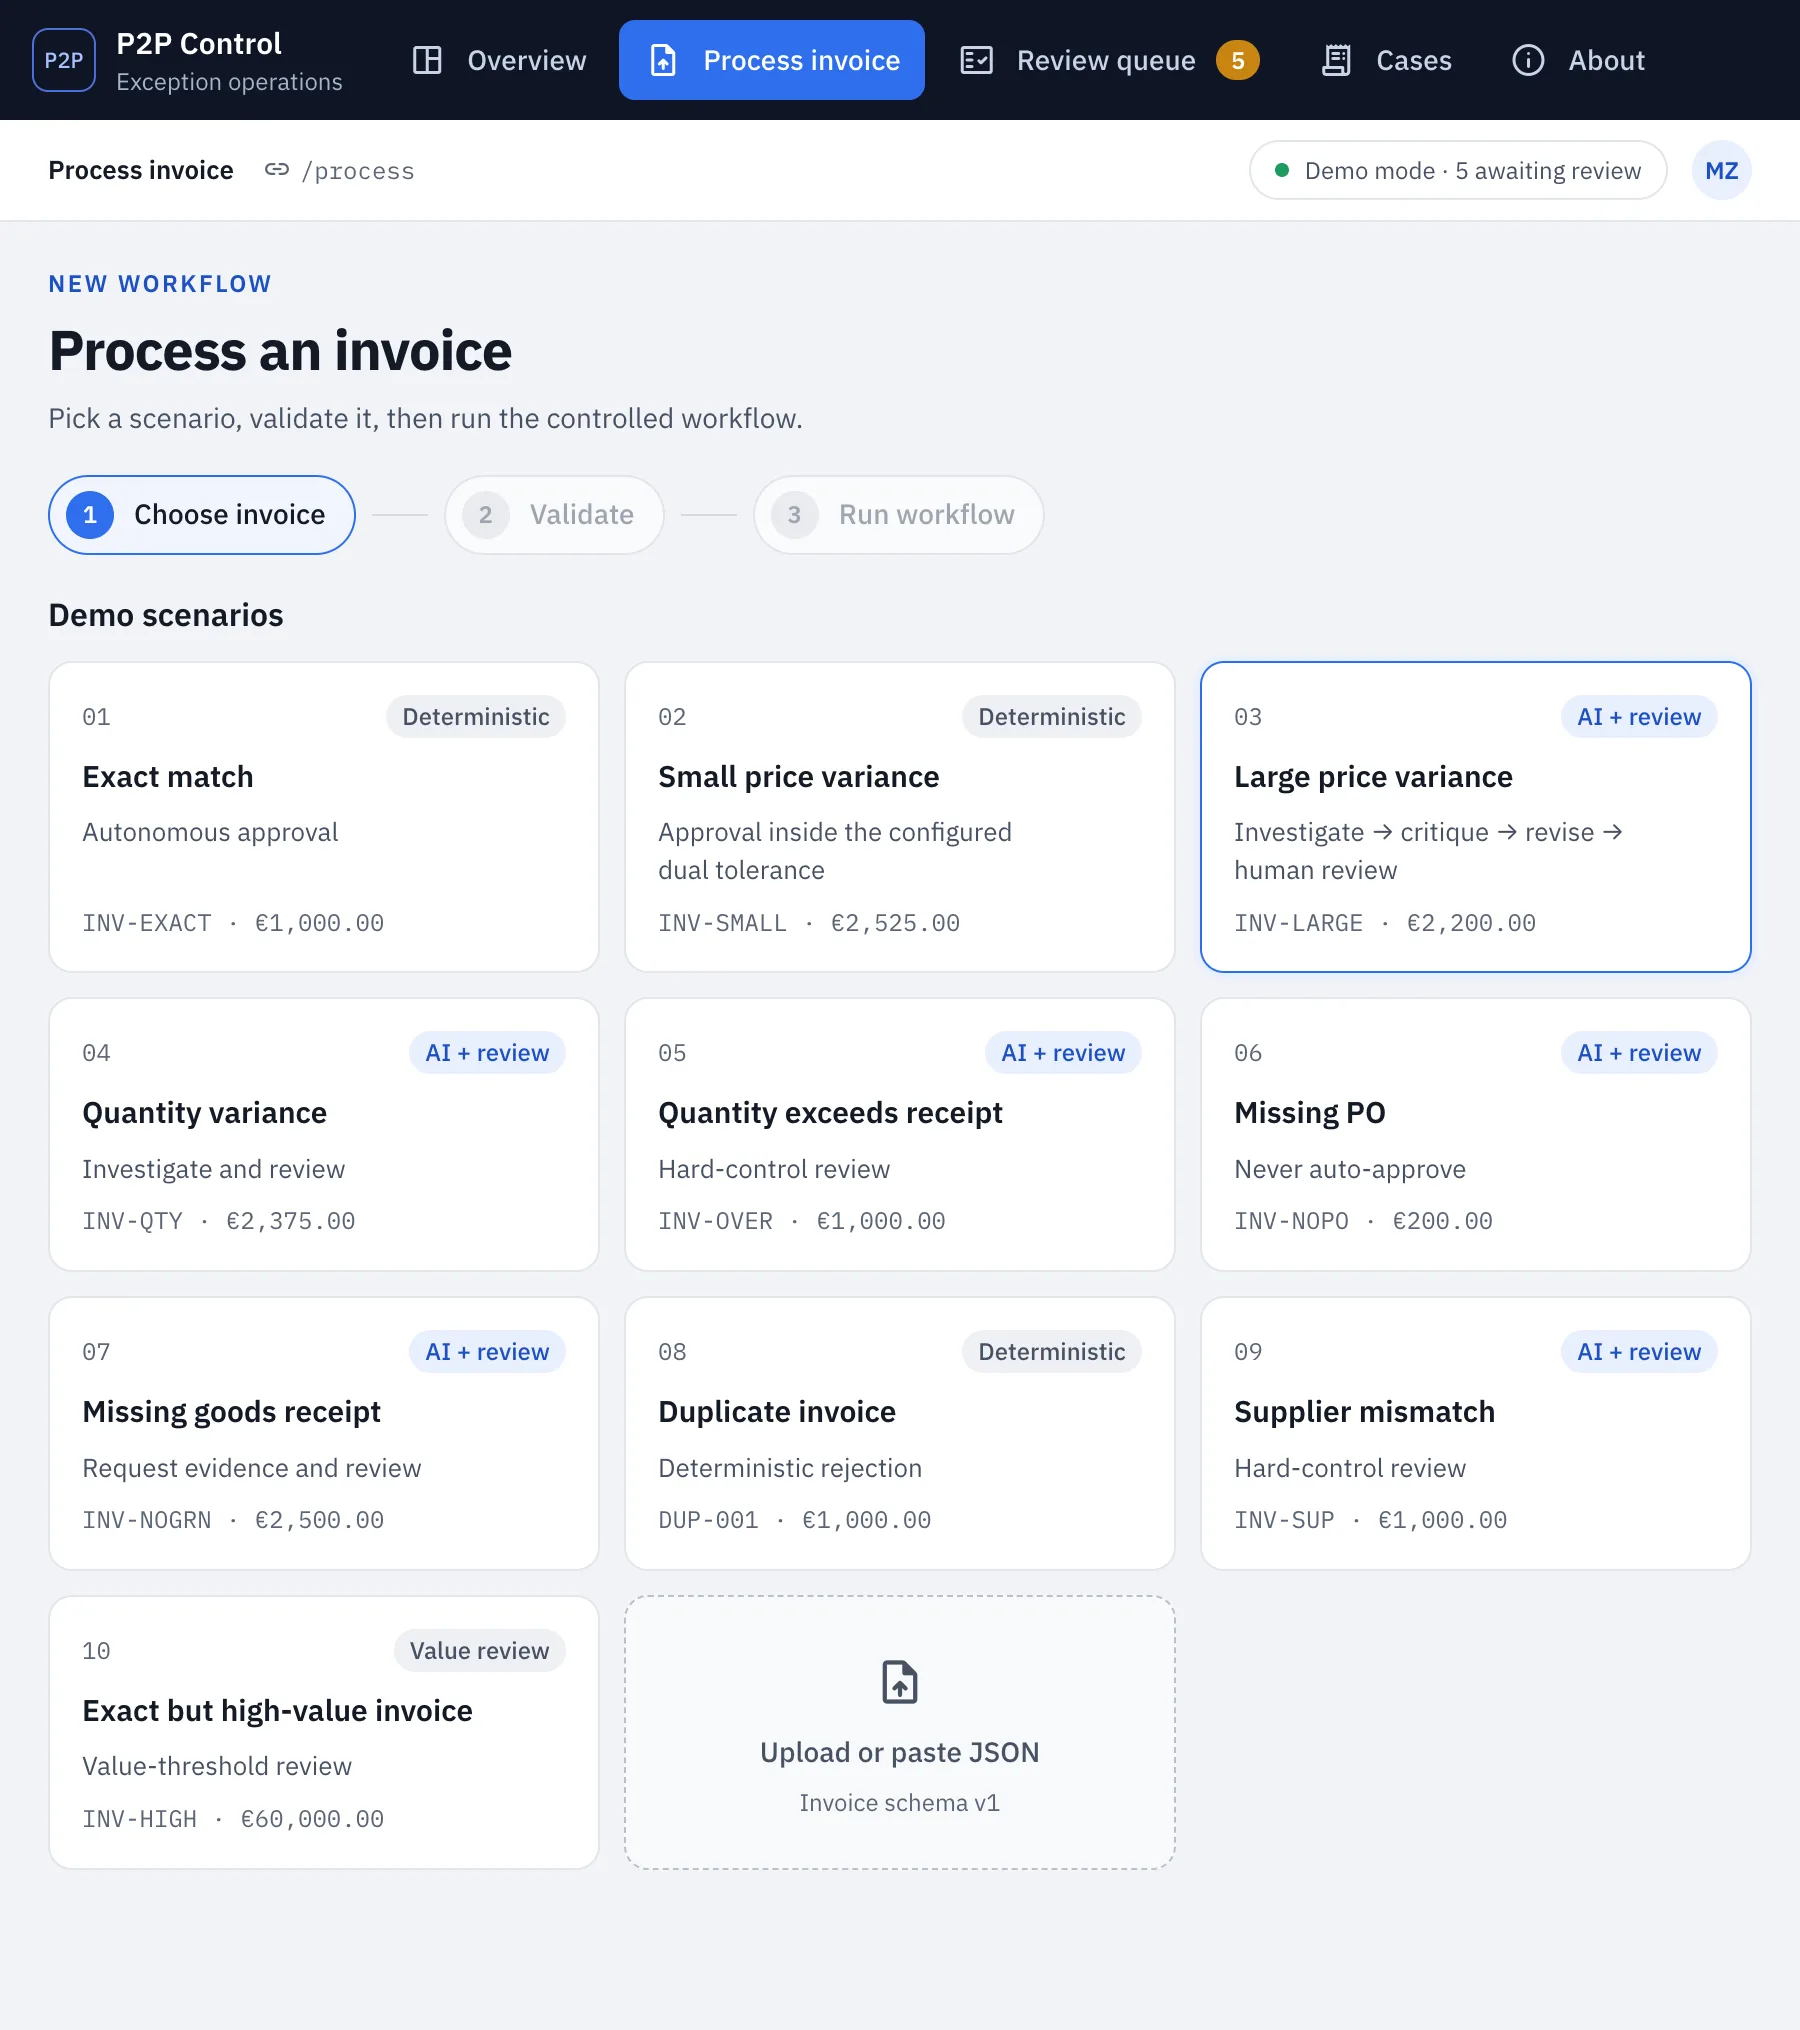 P2P
P2P Control
Exception operations
Overview
Process invoice
Review queue
5
Cases
About
Process invoice
/process
Demo mode · 5 awaiting review
MZ
NEW WORKFLOW
Process an invoice
Pick a scenario, validate it, then run the controlled workflow.
1
Choose invoice
2
Validate
3
Run workflow
Demo scenarios
01
Deterministic
Exact match
Autonomous approval
INV-EXACT · €1,000.00
02
Deterministic
Small price variance
Approval inside the configured
dual tolerance
INV-SMALL · €2,525.00
03
AI + review
Large price variance
Investigate → critique → revise →
human review
INV-LARGE · €2,200.00
04
AI + review
Quantity variance
Investigate and review
INV-QTY · €2,375.00
05
AI + review
Quantity exceeds receipt
Hard-control review
INV-OVER · €1,000.00
06
AI + review
Missing PO
Never auto-approve
INV-NOPO · €200.00
07
AI + review
Missing goods receipt
Request evidence and review
INV-NOGRN · €2,500.00
08
Deterministic
Duplicate invoice
Deterministic rejection
DUP-001 · €1,000.00
09
AI + review
Supplier mismatch
Hard-control review
INV-SUP · €1,000.00
10
Value review
Exact but high-value invoice
Value-threshold review
INV-HIGH · €60,000.00
Upload or paste JSON
Invoice schema v1